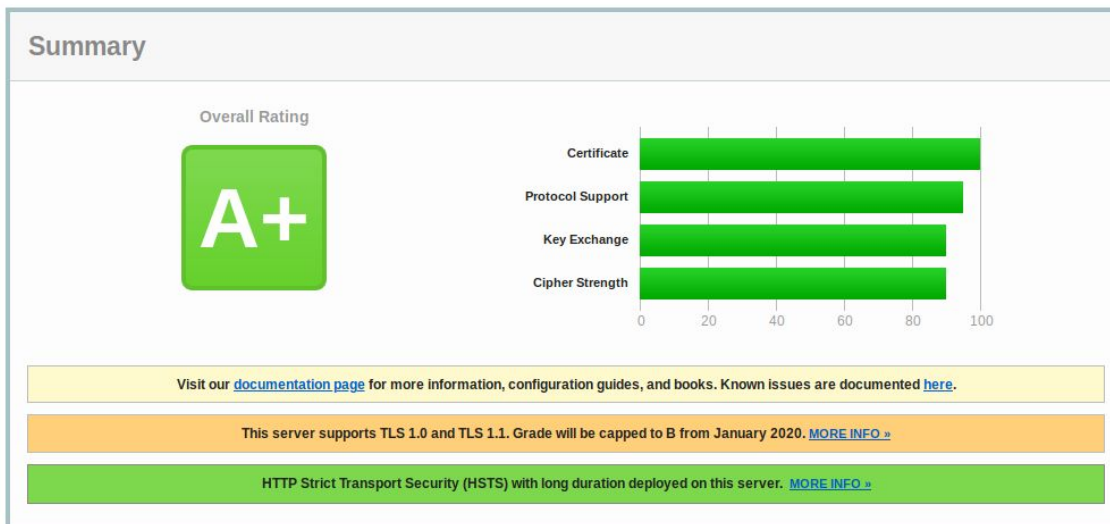 Summary
Overall Rating
A+
Certificate
Protocol Support
Key Exchange
Cipher Strength
0 20 40 60 80 100
Visit our documentation page for more information, configuration guides, and books. Known issues are documented here.
This server supports TLS 1.0 and TLS 1.1. Grade will be capped to B from January 2020. MORE INFO »
HTTP Strict Transport Security (HSTS) with long duration deployed on this server. MORE INFO »